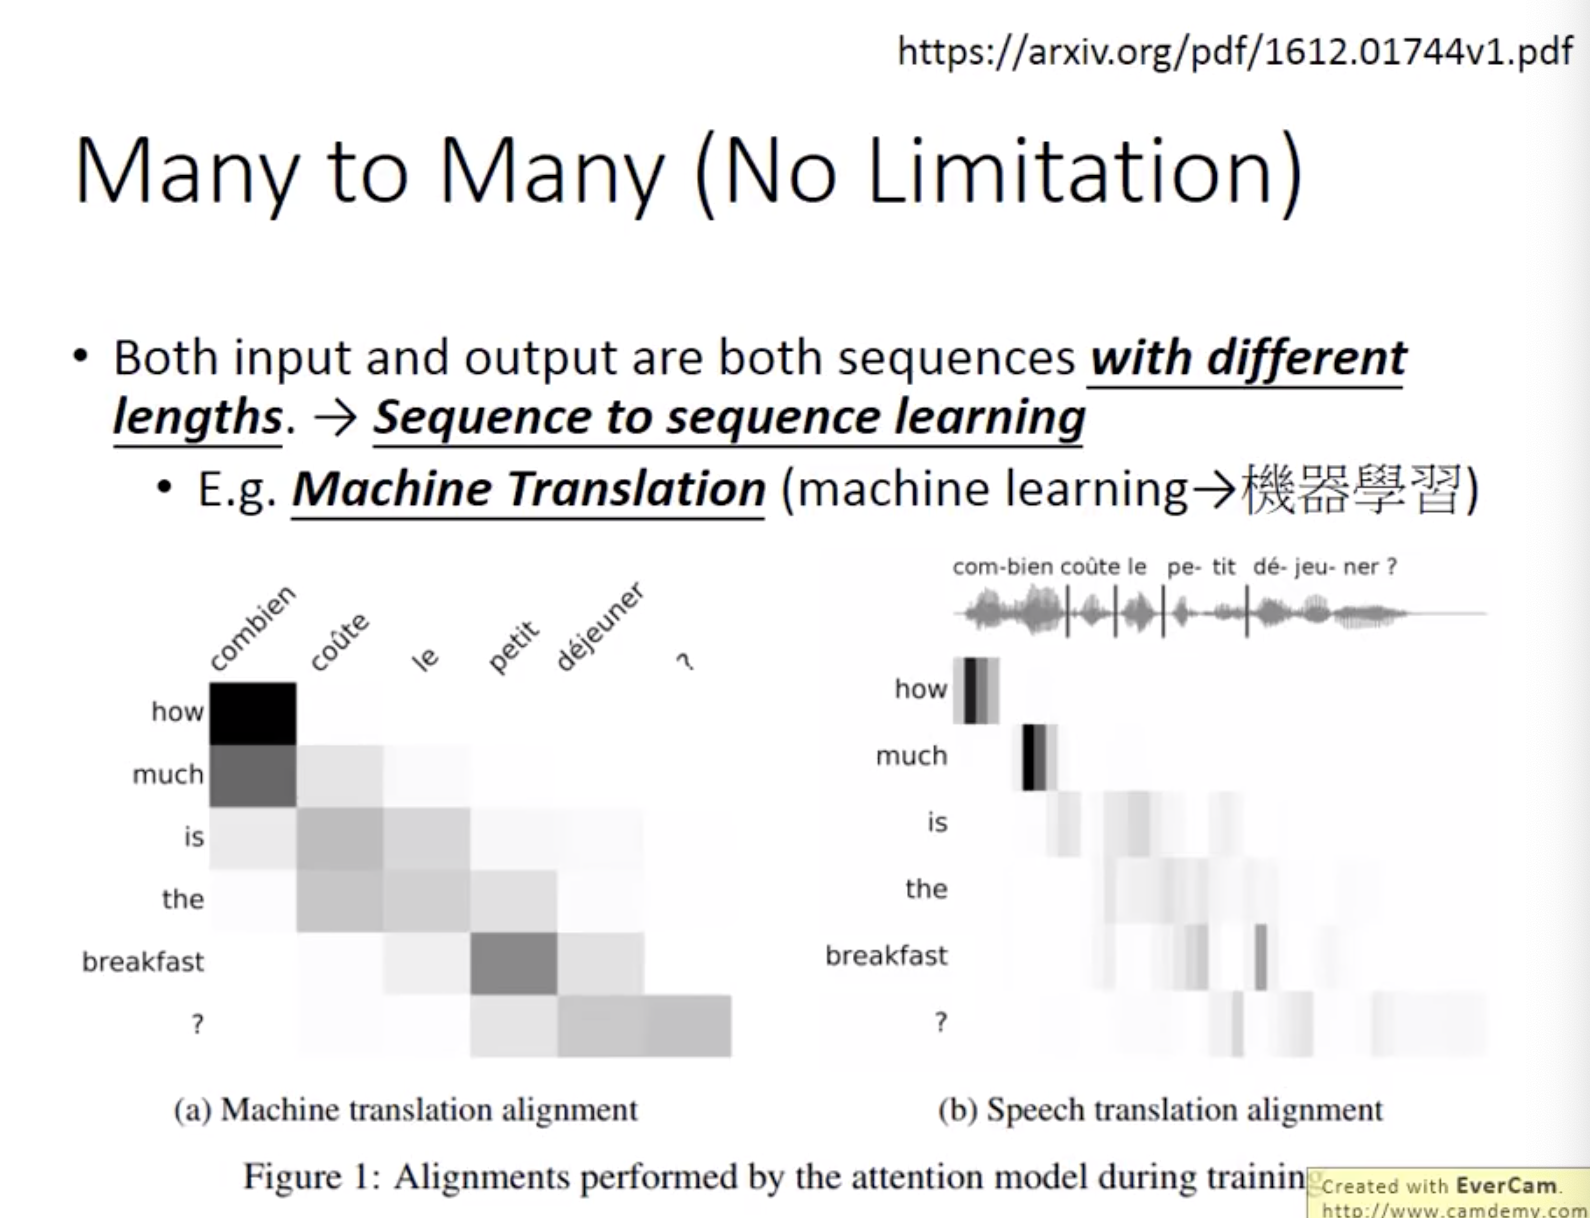 https://arxiv.org/pdf/1612.01744v1.pdf
Many to Many (No Limitation)
• Both input and output are both sequences with different
lengths. → Sequence to sequence learning
• E.g. Machine Translation (machine learning→機器學習)
combien coûte le petit déjeuner ?
how
much
is
the
breakfast
?
(a) Machine translation alignment
com-bien coûte le pe- tit dé- jeu- ner ?
how
much
is
the
breakfast
?
(b) Speech translation alignment
Figure 1: Alignments performed by the attention model during training
Created with EverCam.
http://www.camdemy.com